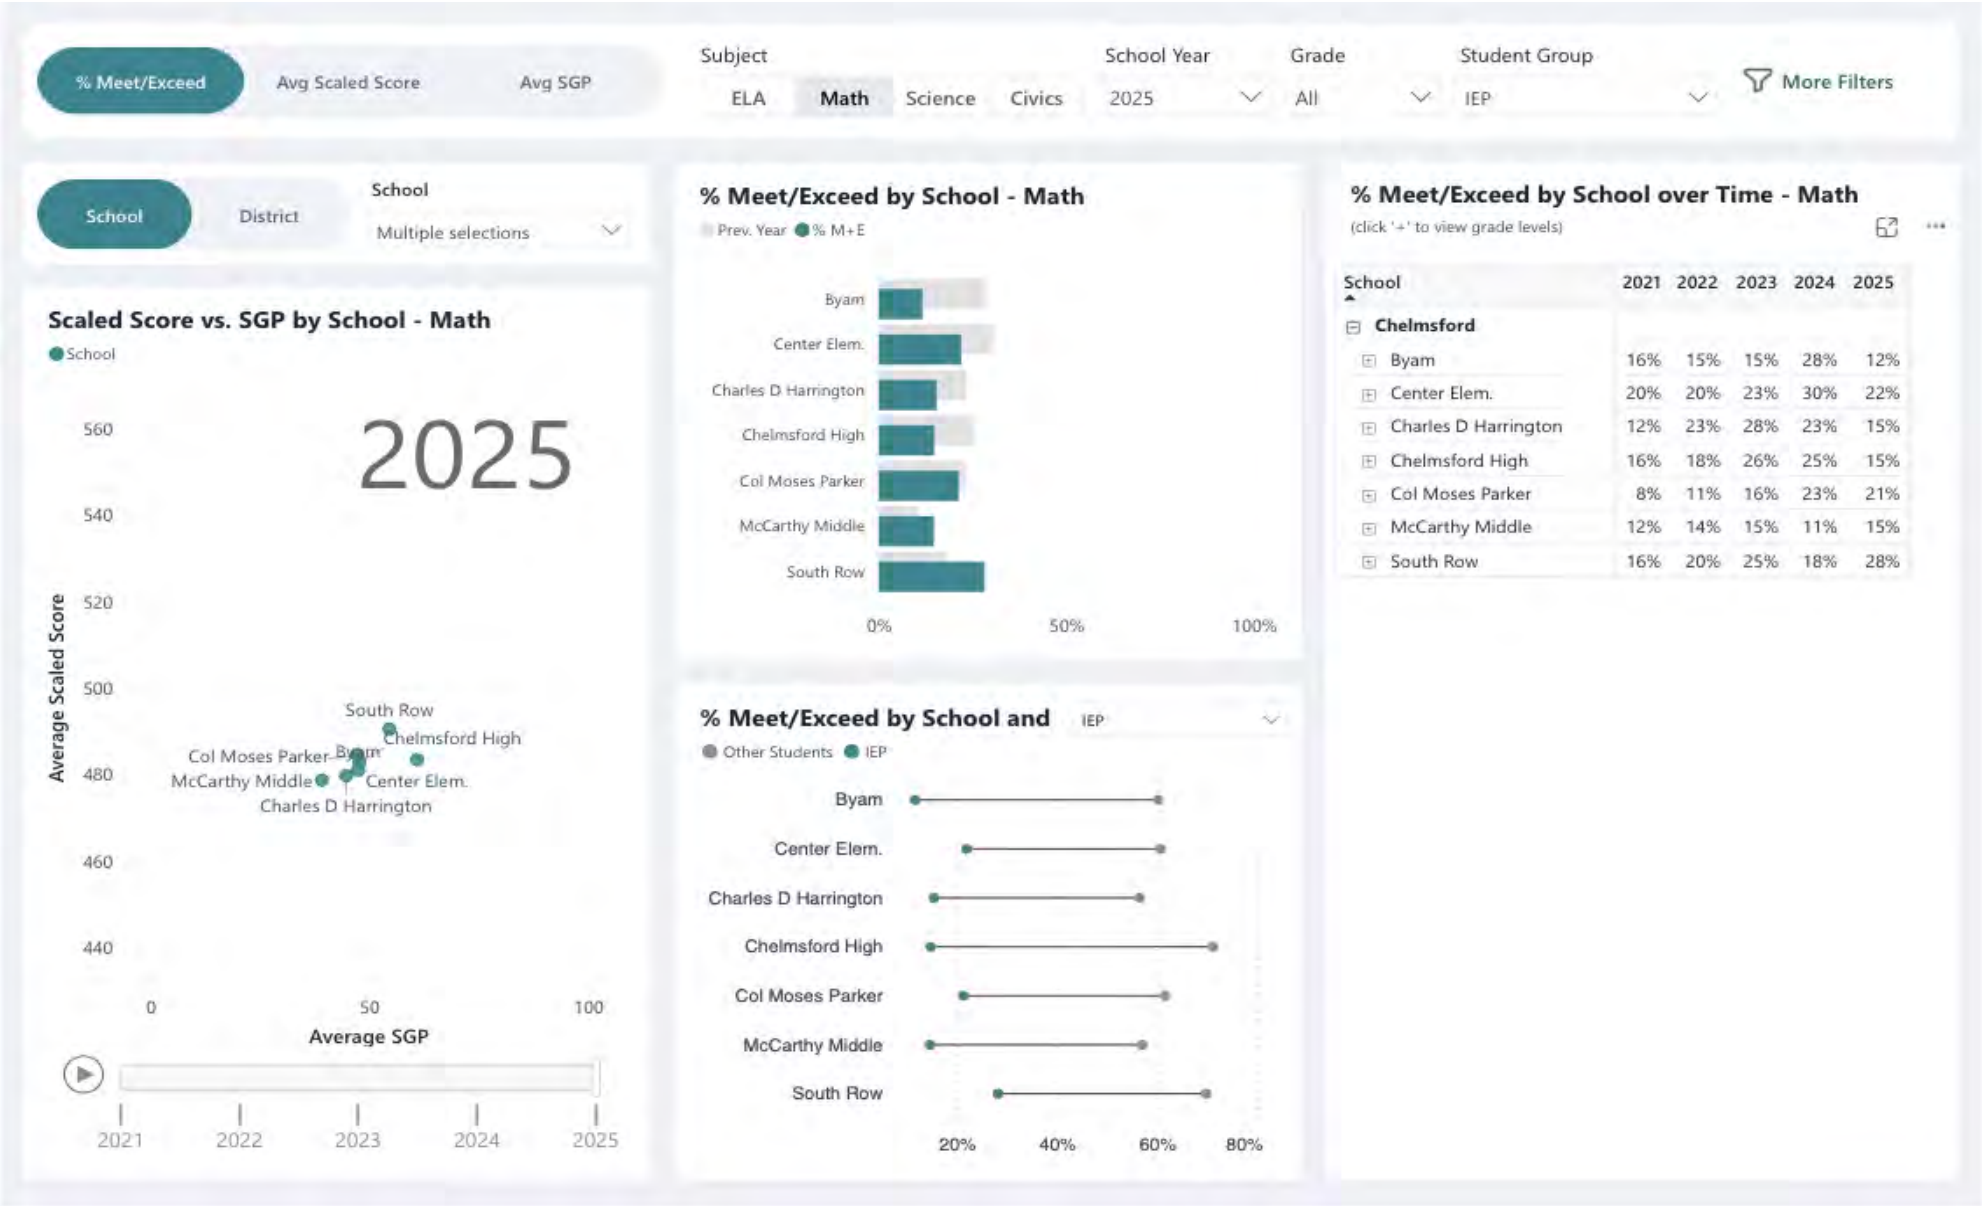 % Meet/Exceed Avg Scaled Score Avg SGP
Subject
ELA Math Science Civics
School Year
2025
Grade
All
Student Group
IEP
More Filters
School District
School
Multiple selections
Scaled Score vs. SGP by School - Math
School
2025
560
540
520
500
480
460
440
Average Scaled Score
South Row
Chelmsford High
Col Moses Parker
Byam
McCarthy Middle
Center Elem.
Charles D Harrington
0 50 100
Average SGP
2021 2022 2023 2024 2025
% Meet/Exceed by School - Math
Prev. Year % M+E
Byam
Center Elem.
Charles D Harrington
Chelmsford High
Col Moses Parker
McCarthy Middle
South Row
0% 50% 100%
% Meet/Exceed by School and IEP
Other Students IEP
Byam
Center Elem.
Charles D Harrington
Chelmsford High
Col Moses Parker
McCarthy Middle
South Row
20% 40% 60% 80%
% Meet/Exceed by School over Time - Math
(click '+' to view grade levels)
School 2021 2022 2023 2024 2025
Chelmsford
Byam 16% 15% 15% 28% 12%
Center Elem. 20% 20% 23% 30% 22%
Charles D Harrington 12% 23% 28% 23% 15%
Chelmsford High 16% 18% 26% 25% 15%
Col Moses Parker 8% 11% 16% 23% 21%
McCarthy Middle 12% 14% 15% 11% 15%
South Row 16% 20% 25% 18% 28%